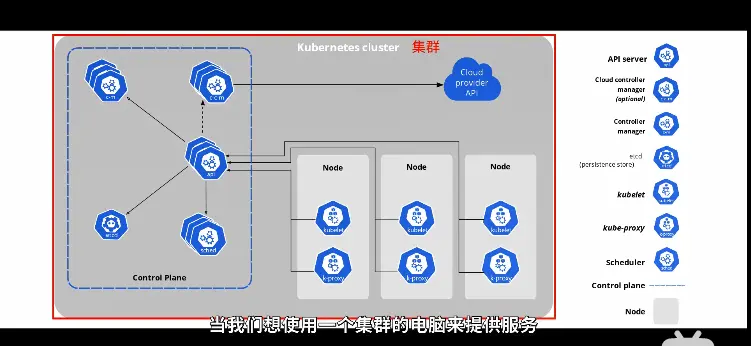 Kubernetes cluster 集群
API server
api
Cloud controller
manager
(optional)
c-c-m
Controller
manager
c-m
etcd
(persistence store)
etcd
kubelet
kubelet
kube-proxy
k-proxy
Scheduler
sched
Control plane
Node
c-m
c-c-m
Cloud
provider
API
api
etcd
sched
Control Plane
Node
kubelet
k-proxy
Node
kubelet
k-proxy
Node
kubelet
k-proxy
当我们想使用一个集群的电脑来提供服务